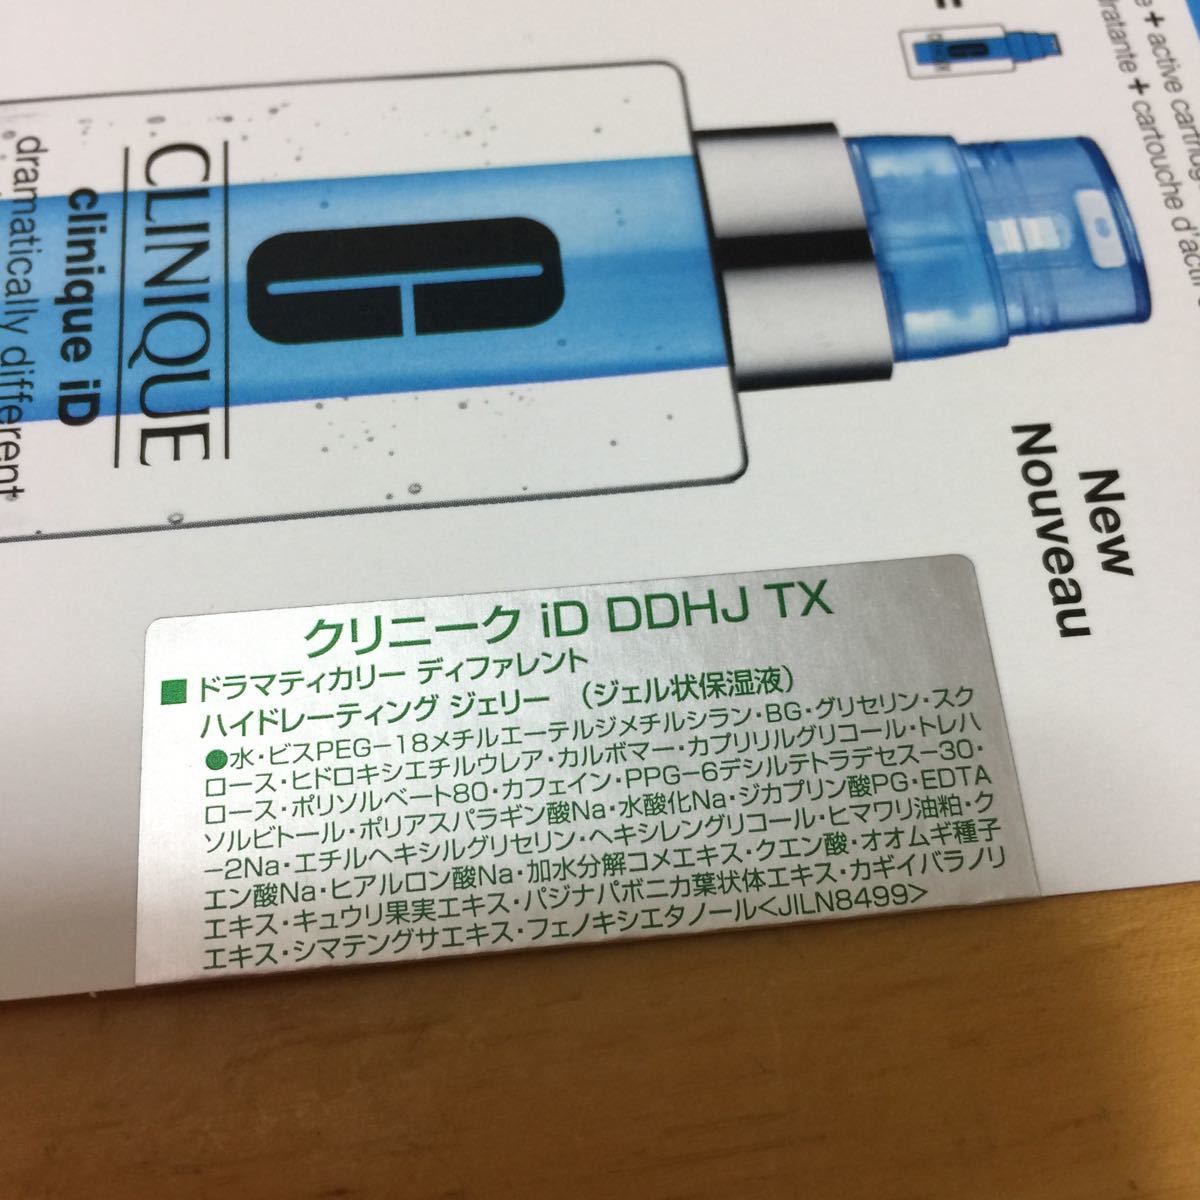 e + active cartridg
dratante + cartouche d'actif
CLINIQUE
clinique iD
dramatically different
New
Nouveau
クリニーク iD DDHJ TX
■ドラマティカリー ディファレント
ハイドレーティング ジェリー (ジェル状保湿液)
●水・ビスPEG-18メチルエーテルジメチルシラン・BG・グリセリン・スク
ロース・ヒドロキシエチルウレア・カルボマー・カプリリルグリコール・トレハ
ロース・ポリソルベート80・カフェイン・PPG-6デシルテトラデセス-30・
ソルビトール・ポリアスパラギン酸Na・水酸化Na・ジカプリン酸PG・EDTA
-2Na・エチルヘキシルグリセリン・ヘキシレングリコール・ヒマワリ油粕・ク
エン酸Na・ヒアルロン酸Na・加水分解コメエキス・クエン酸・オオムギ種子
エキス・キュウリ果実エキス・パジナパボニカ葉状体エキス・カギイバラノリ
エキス・シマテングサエキス・フェノキシエタノール<JILN8499>